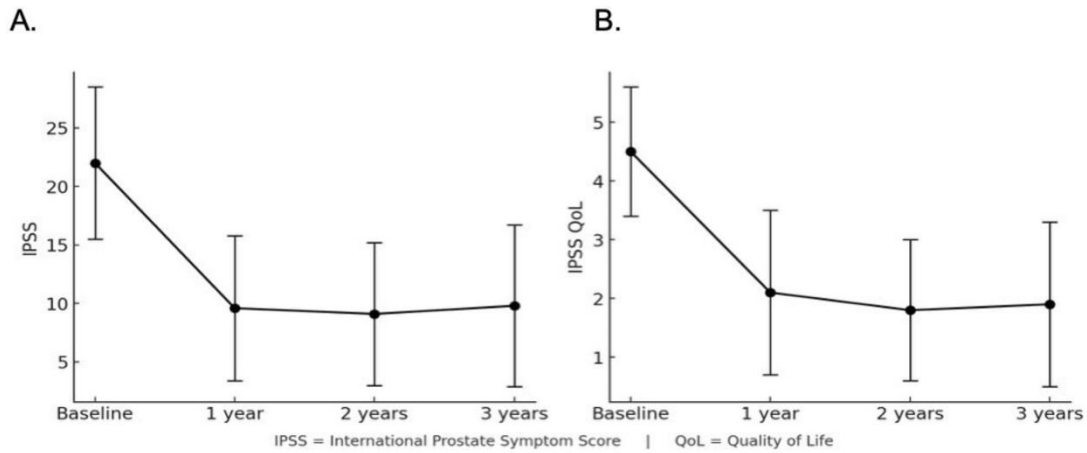 A.
IPSS
25
20
15
10
5
Baseline 1 year 2 years 3 years
B.
IPSS QoL
5
4
3
2
1
Baseline 1 year 2 years 3 years
IPSS = International Prostate Symptom Score | QoL = Quality of Life